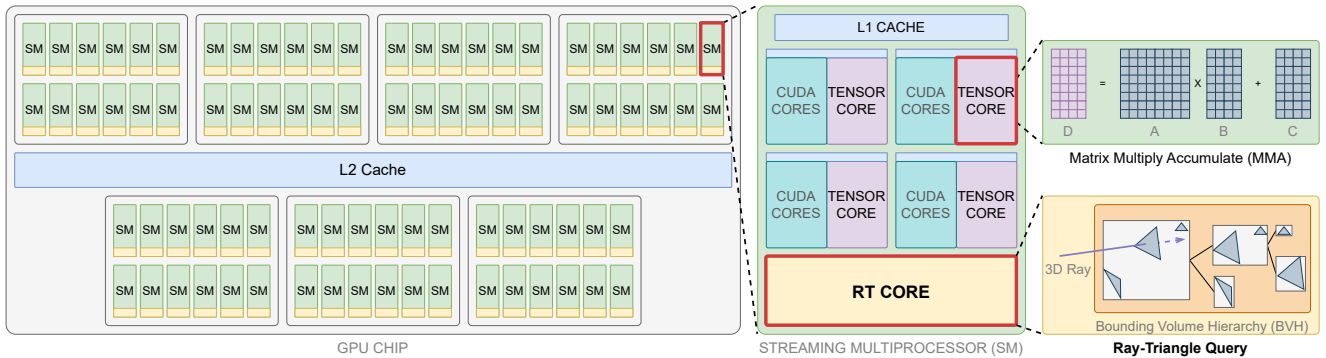 SM SM SM SM SM SM SM SM SM SM SM SM SM SM SM SM SM SM SM SM SM SM SM SM
SM SM SM SM SM SM SM SM SM SM SM SM SM SM SM SM SM SM SM SM SM SM SM SM
L2 Cache
SM SM SM SM SM SM SM SM SM SM SM SM SM SM SM SM SM SM
SM SM SM SM SM SM SM SM SM SM SM SM SM SM SM SM SM SM
GPU CHIP
L1 CACHE
CUDA TENSOR CUDA TENSOR
CORES CORE CORES CORE
CUDA TENSOR CUDA TENSOR
CORES CORE CORES CORE
RT CORE
STREAMING MULTIPROCESSOR (SM)
= X +
D A B C
Matrix Multiply Accumulate (MMA)
3D Ray
Bounding Volume Hierarchy (BVH)
Ray-Triangle Query